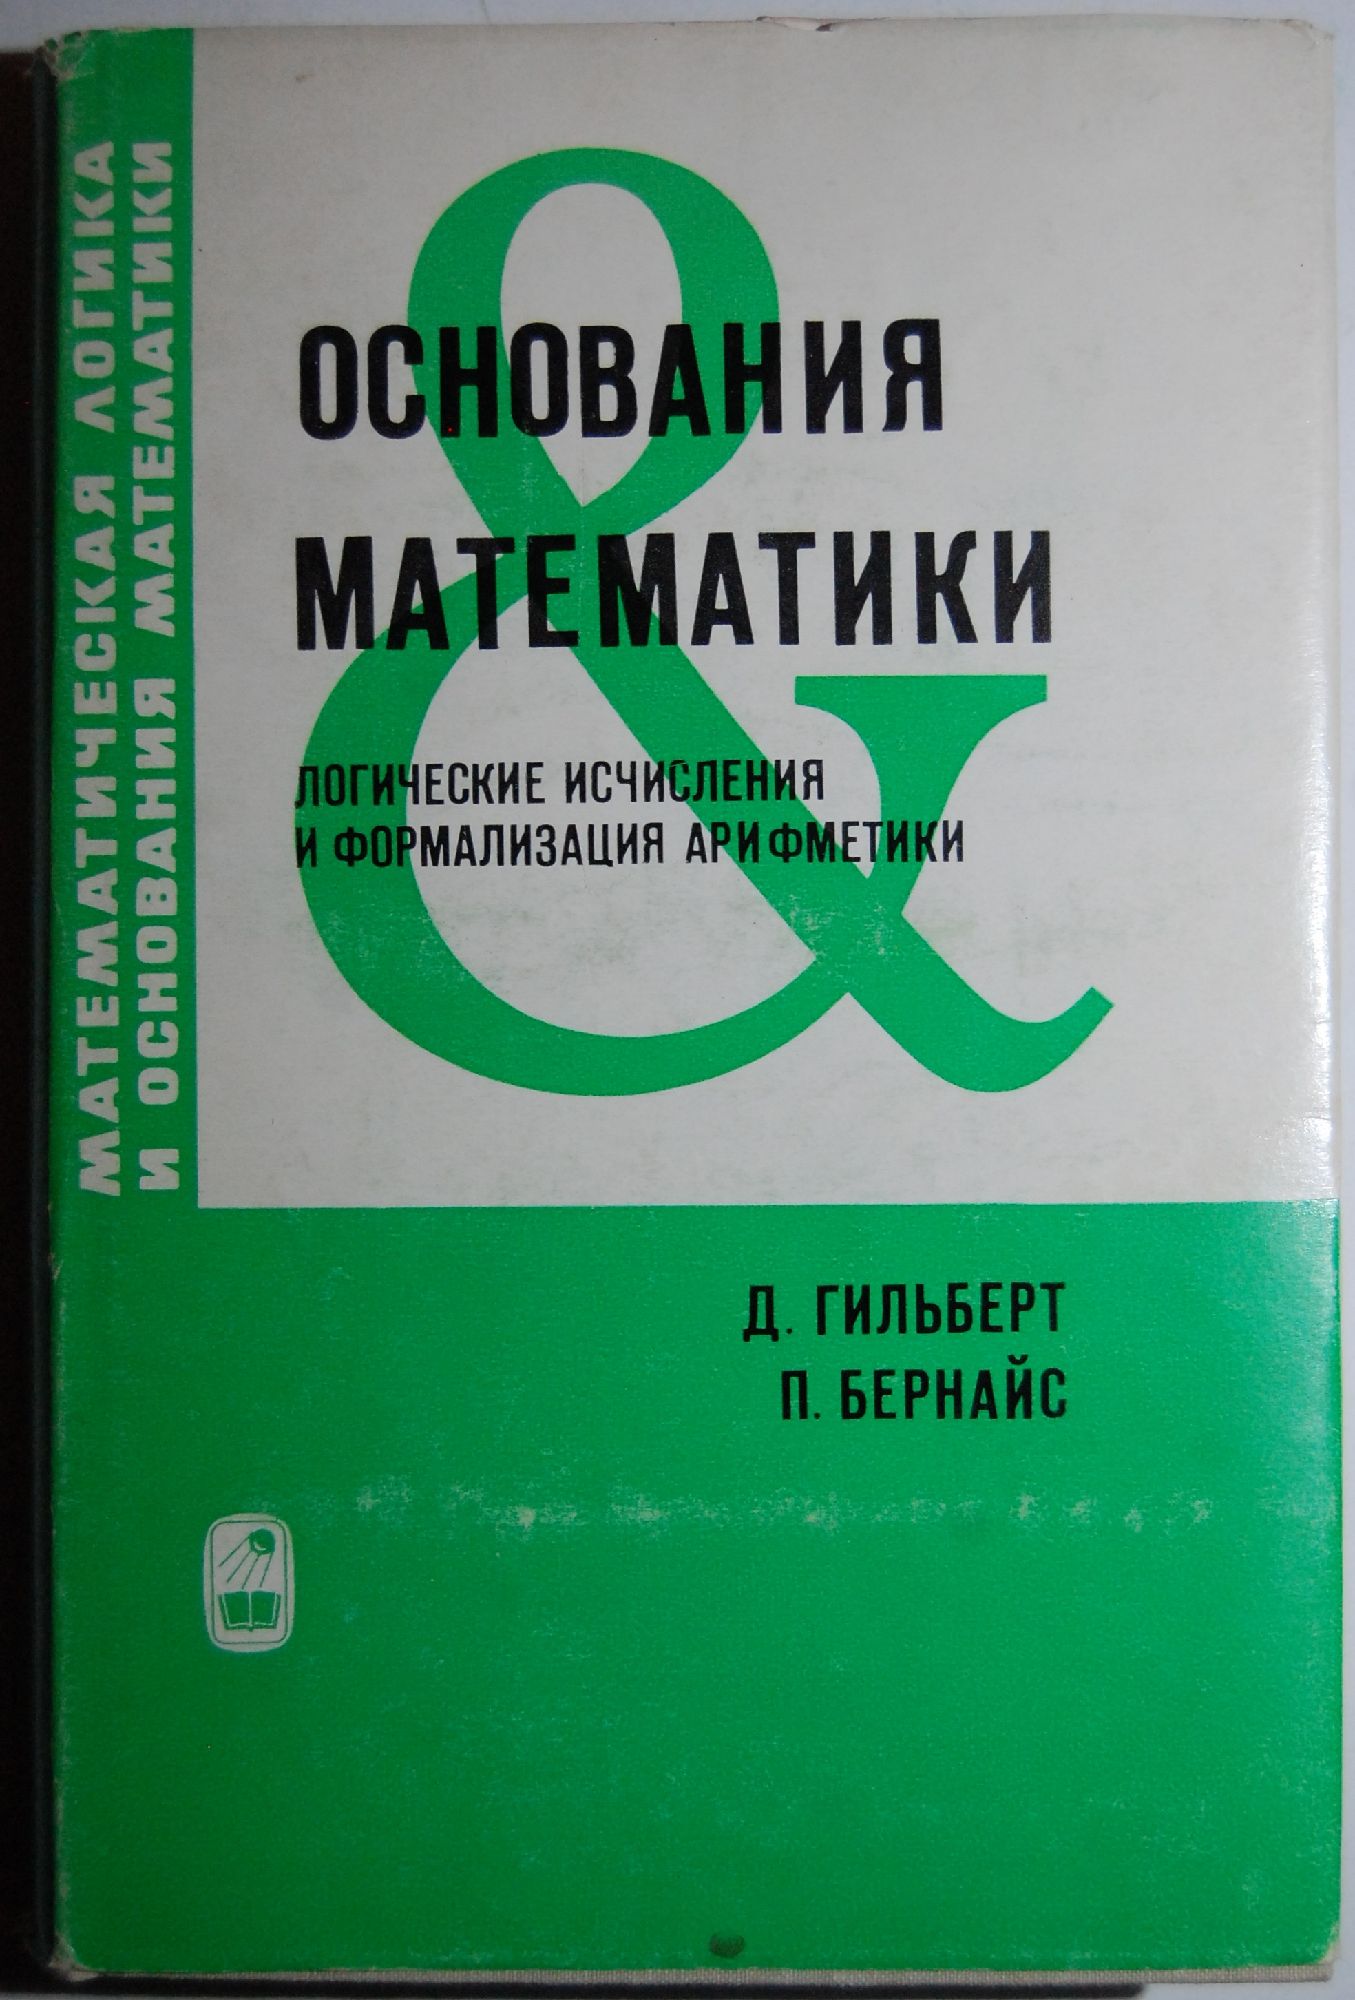 МАТЕМАТИЧЕСКАЯ ЛОГИКА
И ОСНОВАНИЯ МАТЕМАТИКИ
&
ОСНОВАНИЯ
МАТЕМАТИКИ
ЛОГИЧЕСКИЕ ИСЧИСЛЕНИЯ
И ФОРМАЛИЗАЦИЯ АРИФМЕТИКИ
Д. ГИЛЬБЕРТ
П. БЕРНАЙС